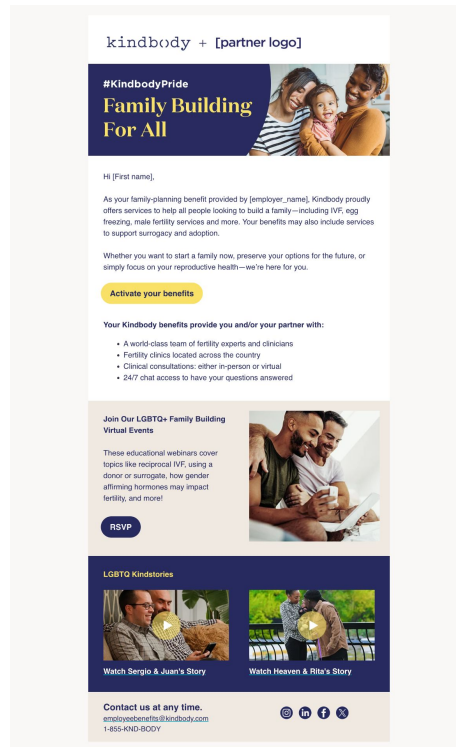 kindbody + [partner logo]
#KindbodyPride
Family Building
For All
Hi [First name],
As your family-planning benefit provided by [employer_name], Kindbody proudly
offers services to help all people looking to build a family—including IVF, egg
freezing, male fertility services and more. Your benefits may also include services
to support surrogacy and adoption.
Whether you want to start a family now, preserve your options for the future, or
simply focus on your reproductive health—we're here for you.
Activate your benefits
Your Kindbody benefits provide you and/or your partner with:
• A world-class team of fertility experts and clinicians
• Fertility clinics located across the country
• Clinical consultations: either in-person or virtual
• 24/7 chat access to have your questions answered
Join Our LGBTQ+ Family Building
Virtual Events
These educational webinars cover
topics like reciprocal IVF, using a
donor or surrogate, how gender
affirming hormones may impact
fertility, and more!
RSVP
LGBTQ Kindstories
Watch Sergio & Juan's Story
Watch Heaven & Rita's Story
Contact us at any time.
employeebenefits@kindbody.com
1-855-KND-BODY